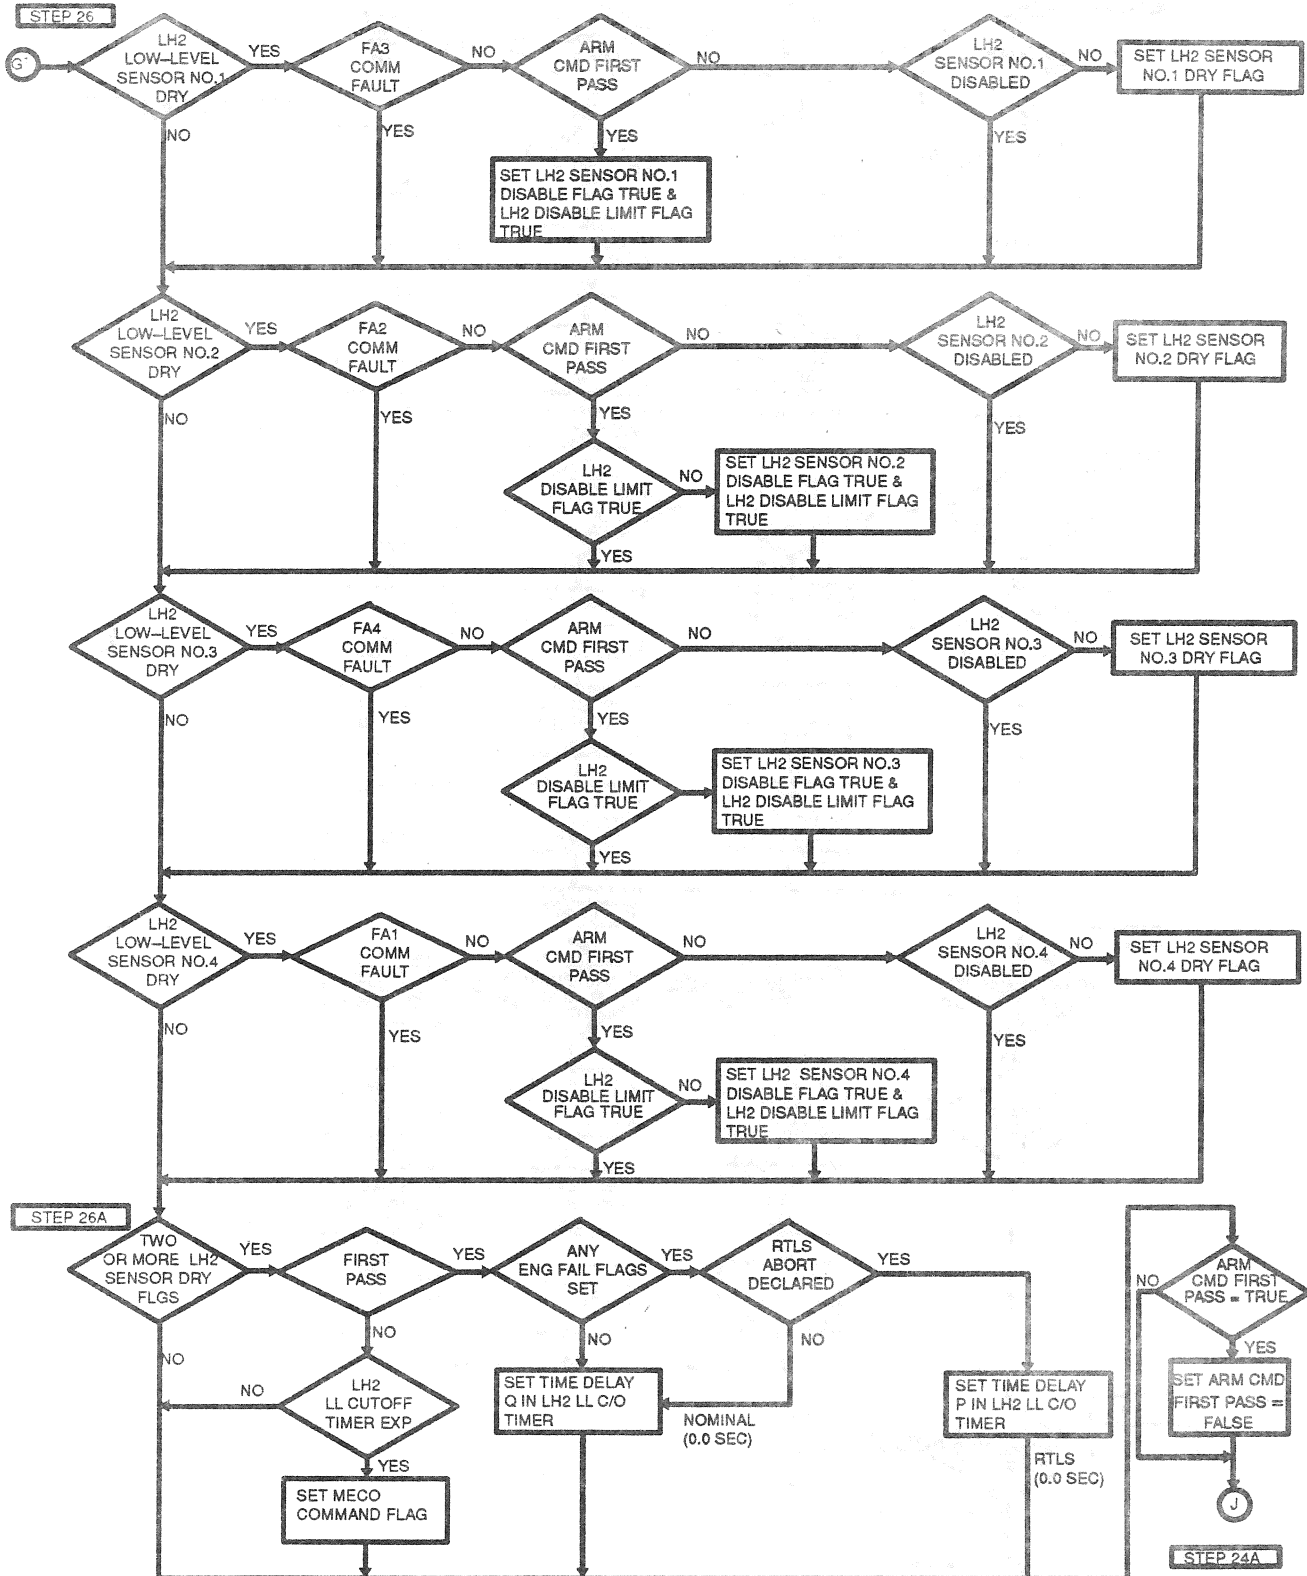 STEP 26
G
LH2
LOW-LEVEL
SENSOR NO.1
DRY
YES
NO
FA3
COMM
FAULT
NO
YES
ARM
CMD FIRST
PASS
NO
YES
SET LH2 SENSOR NO.1
DISABLE FLAG TRUE &
LH2 DISABLE LIMIT FLAG
TRUE
LH2
SENSOR NO.1
DISABLED
NO
YES
SET LH2 SENSOR
NO.1 DRY FLAG
LH2
LOW-LEVEL
SENSOR NO.2
DRY
YES
NO
FA2
COMM
FAULT
NO
YES
ARM
CMD FIRST
PASS
NO
YES
LH2
DISABLE LIMIT
FLAG TRUE
NO
YES
SET LH2 SENSOR NO.2
DISABLE FLAG TRUE &
LH2 DISABLE LIMIT FLAG
TRUE
LH2
SENSOR NO.2
DISABLED
NO
YES
SET LH2 SENSOR
NO.2 DRY FLAG
LH2
LOW-LEVEL
SENSOR NO.3
DRY
YES
NO
FA4
COMM
FAULT
NO
YES
ARM
CMD FIRST
PASS
NO
YES
LH2
DISABLE LIMIT
FLAG TRUE
YES
SET LH2 SENSOR NO.3
DISABLE FLAG TRUE &
LH2 DISABLE LIMIT FLAG
TRUE
LH2
SENSOR NO.3
DISABLED
NO
YES
SET LH2 SENSOR
NO.3 DRY FLAG
LH2
LOW-LEVEL
SENSOR NO.4
DRY
YES
NO
FA1
COMM
FAULT
NO
YES
ARM
CMD FIRST
PASS
NO
YES
LH2
DISABLE LIMIT
FLAG TRUE
NO
YES
SET LH2 SENSOR NO.4
DISABLE FLAG TRUE &
LH2 DISABLE LIMIT FLAG
TRUE
LH2
SENSOR NO.4
DISABLED
NO
YES
SET LH2 SENSOR
NO.4 DRY FLAG
STEP 26A
TWO
OR MORE LH2
SENSOR DRY
FLGS
YES
NO
FIRST
PASS
YES
NO
LH2
LL CUTOFF
TIMER EXP
NO
YES
SET MECO
COMMAND FLAG
ANY
ENG FAIL FLAGS
SET
YES
NO
SET TIME DELAY
Q IN LH2 LL C/O
TIMER
RTLS
ABORT
DECLARED
YES
NO
NOMINAL
(0.0 SEC)
SET TIME DELAY
P IN LH2 LL C/O
TIMER
RTLS
(0.0 SEC)
ARM
CMD FIRST
PASS = TRUE
NO
YES
SET ARM CMD
FIRST PASS =
FALSE
J
STEP 24A